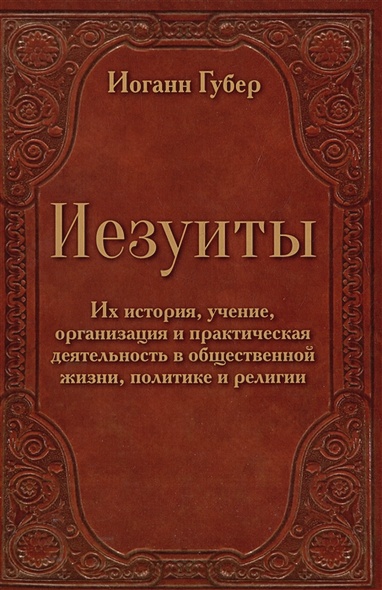 Иоганн Губер
Иезуиты
Их история, учение,
организация и практическая
деятельность в общественной
жизни, политике и религии